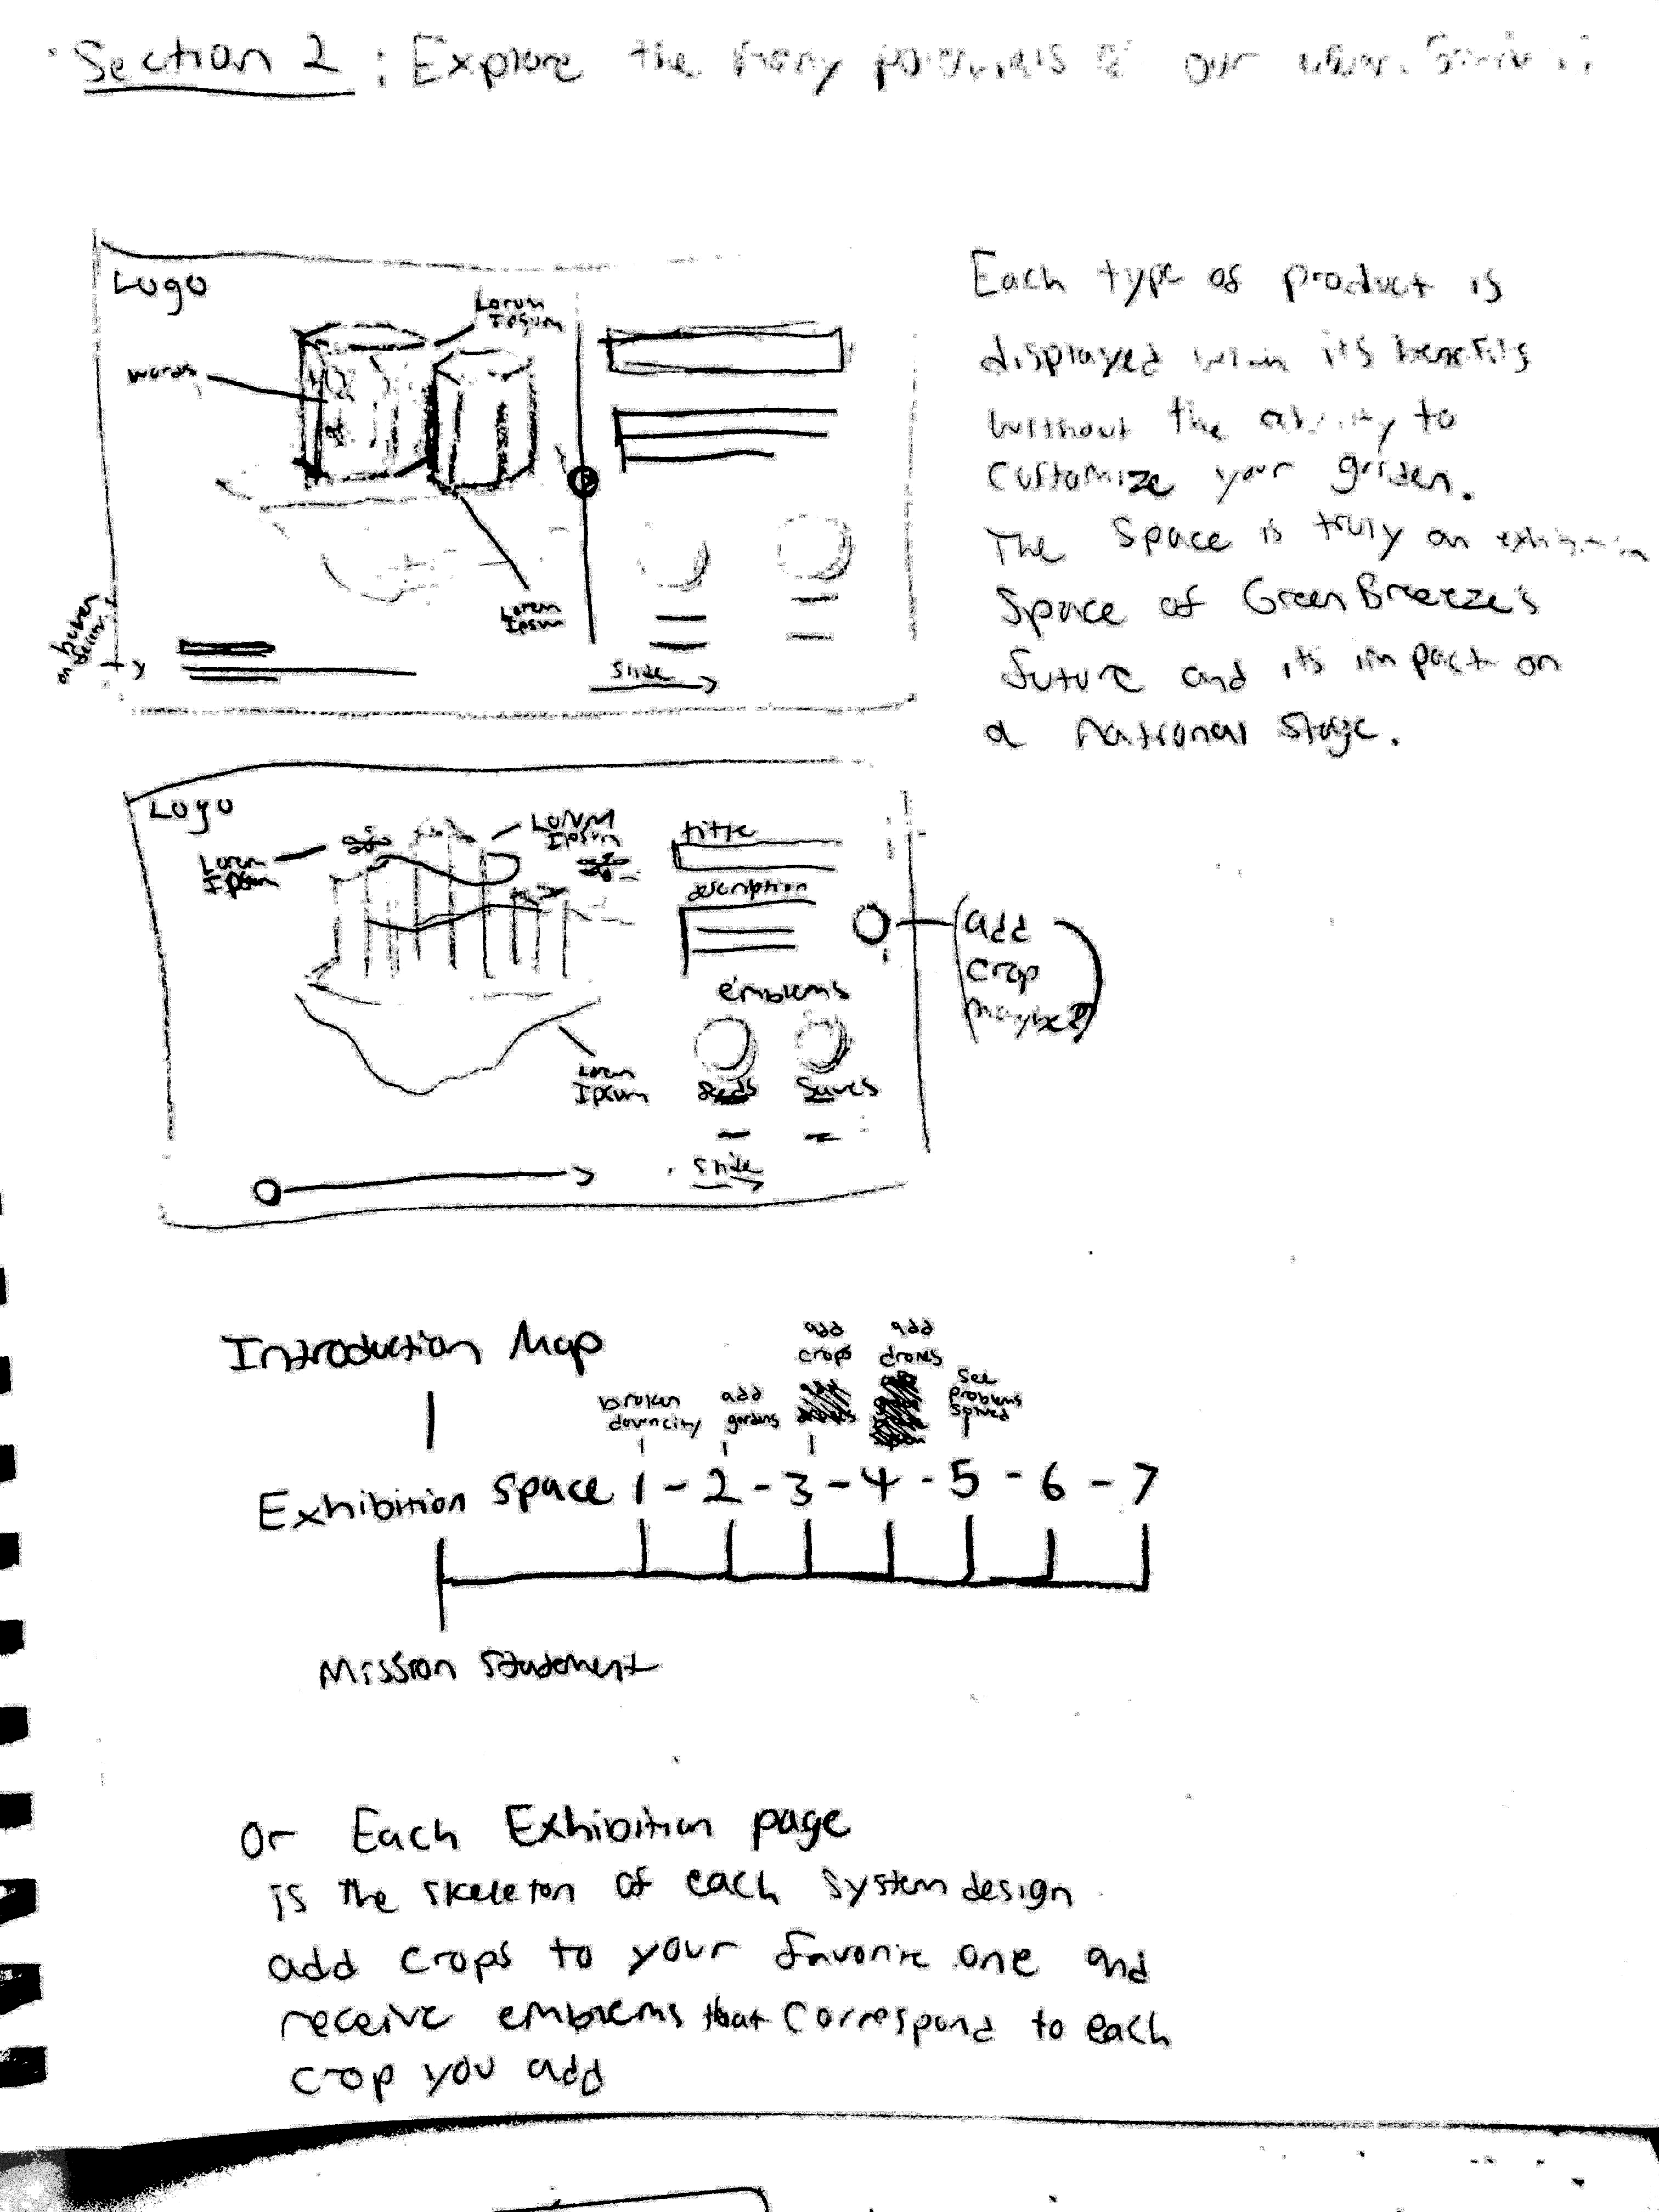 Section 2 : Explore the many potentials of our urban
Logo
Lorum
Ipsum
words
Lorem
Ipsum
on button
slide
Each type of product is
displayed within its benefits
without the ability to
customize your garden.
The space is truly an exhibition
space of GreenBreeze's
future and its impact on
a national stage.
Logo
Lorem
Ipsum
Lorum
Ipsum
title
description
emblems
Lorem
Ipsum
Seeds
Saves
slide
add
crop
maybe?
Introduction Map
broken
down city
add
gardens
add
crops
add
drones
see
problems
solved
Exhibition Space 1 - 2 - 3 - 4 - 5 - 6 - 7
Mission Statement
Or Each Exhibition page
is the skeleton of each system design
add crops to your favorite one and
receive emblems that correspond to each
crop you add